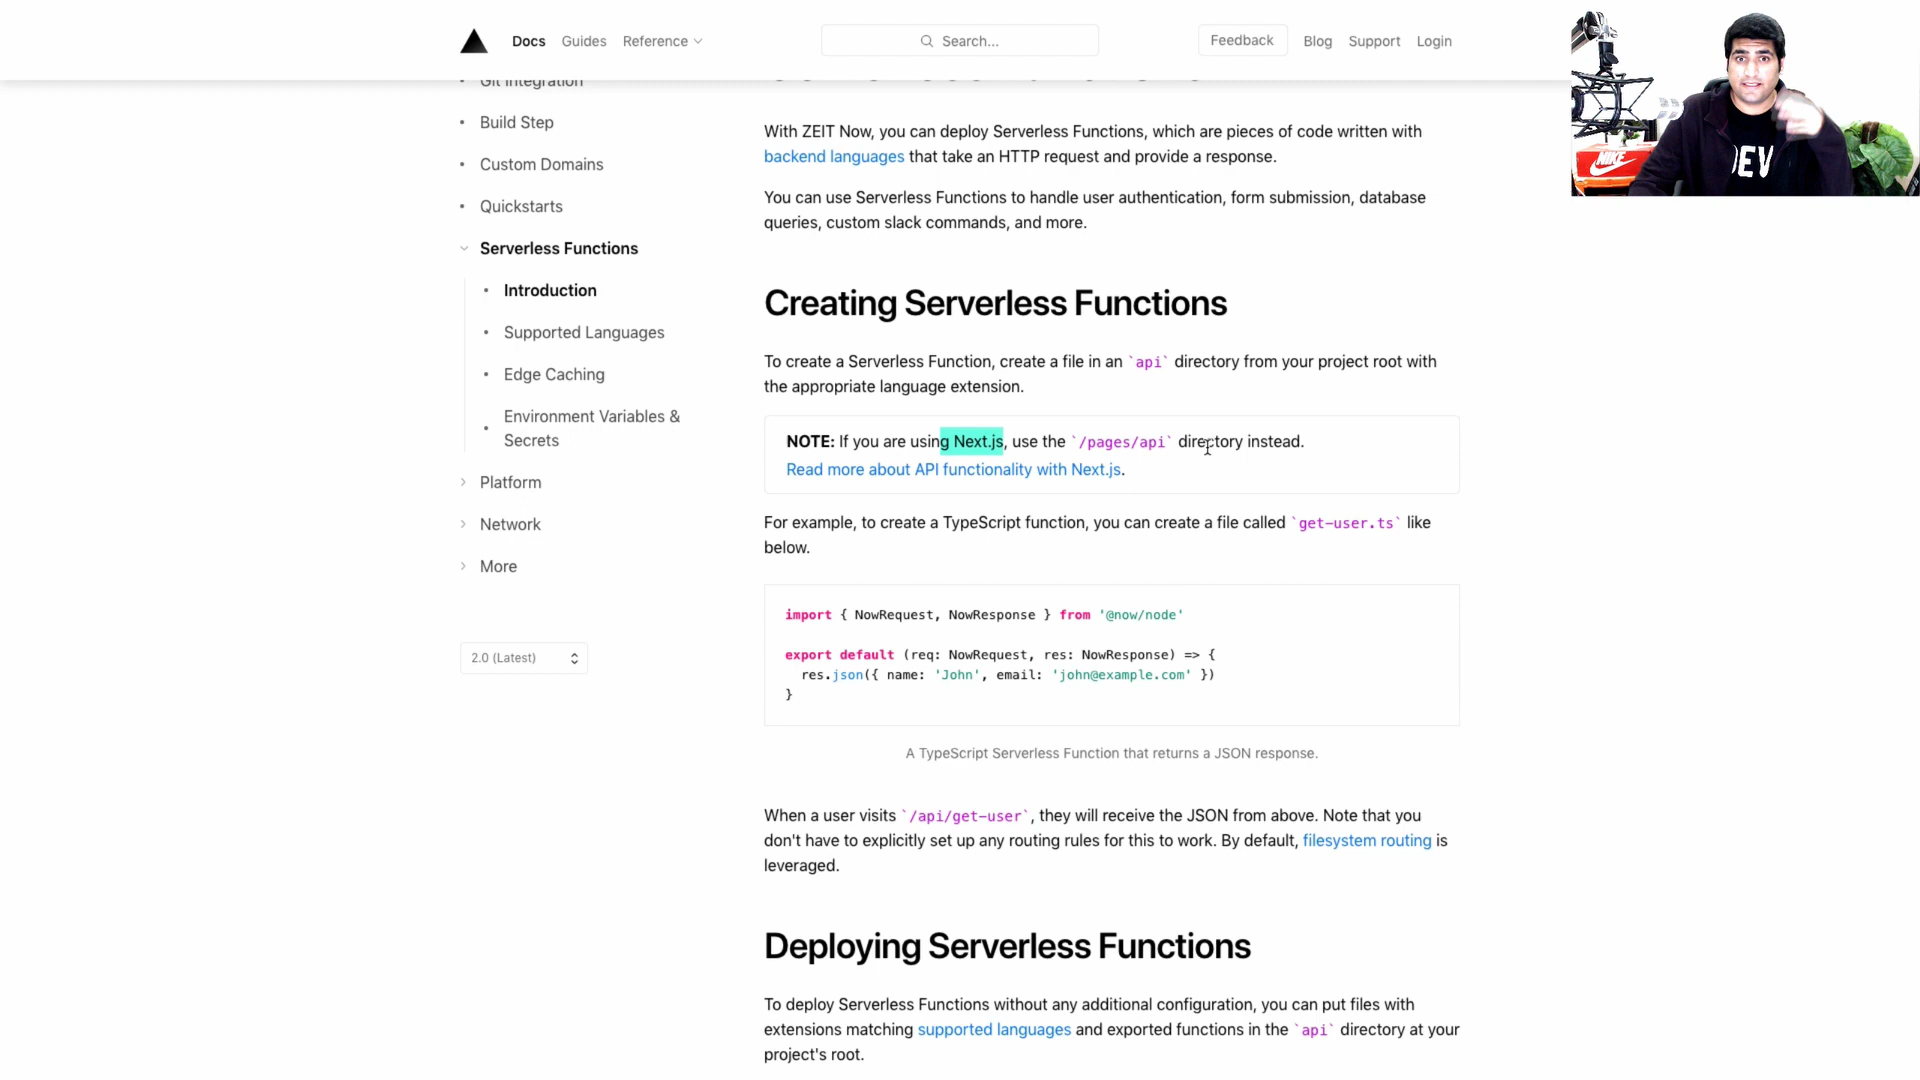 Docs Guides Reference Search... Feedback Blog Support Login
Git Integration
Build Step
Custom Domains
Quickstarts
Serverless Functions
Introduction
Supported Languages
Edge Caching
Environment Variables &
Secrets
Platform
Network
More
2.0 (Latest)
With ZEIT Now, you can deploy Serverless Functions, which are pieces of code written with
backend languages that take an HTTP request and provide a response.
You can use Serverless Functions to handle user authentication, form submission, database
queries, custom slack commands, and more.
Creating Serverless Functions
To create a Serverless Function, create a file in an `api` directory from your project root with
the appropriate language extension.
NOTE: If you are using Next.js, use the `/pages/api` directory instead.
Read more about API functionality with Next.js.
For example, to create a TypeScript function, you can create a file called `get-user.ts` like
below.
import { NowRequest, NowResponse } from '@now/node'
export default (req: NowRequest, res: NowResponse) => {
res.json({ name: 'John', email: 'john@example.com' })
}
A TypeScript Serverless Function that returns a JSON response.
When a user visits `/api/get-user`, they will receive the JSON from above. Note that you
don't have to explicitly set up any routing rules for this to work. By default, filesystem routing is
leveraged.
Deploying Serverless Functions
To deploy Serverless Functions without any additional configuration, you can put files with
extensions matching supported languages and exported functions in the `api` directory at your
project's root.
NIKE
DEV